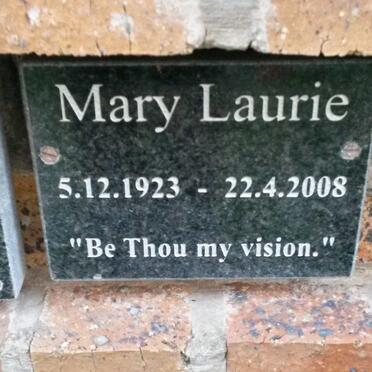 Mary Laurie
5.12.1923 - 22.4.2008
"Be Thou my vision."